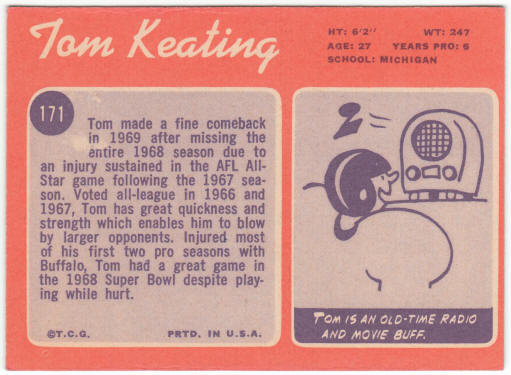 Tom Keating
HT: 6'2" WT: 247
AGE: 27 YEARS PRO: 6
SCHOOL: MICHIGAN
171
Tom made a fine comeback
in 1969 after missing the
entire 1968 season due to
an injury sustained in the AFL All-
Star game following the 1967 sea-
son. Voted all-league in 1966 and
1967, Tom has great quickness and
strength which enables him to blow
by larger opponents. Injured most
of his first two pro seasons with
Buffalo, Tom had a great game in
the 1968 Super Bowl despite play-
ing while hurt.
©T.C.G. PRTD. IN U.S.A.
Z
TOM IS AN OLD-TIME RADIO
AND MOVIE BUFF.